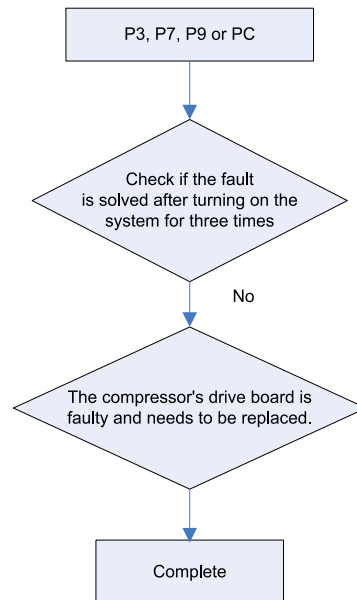 P3, P7, P9 or PC
Check if the fault
is solved after turning on the
system for three times
No
The compressor's drive board is
faulty and needs to be replaced.
Complete